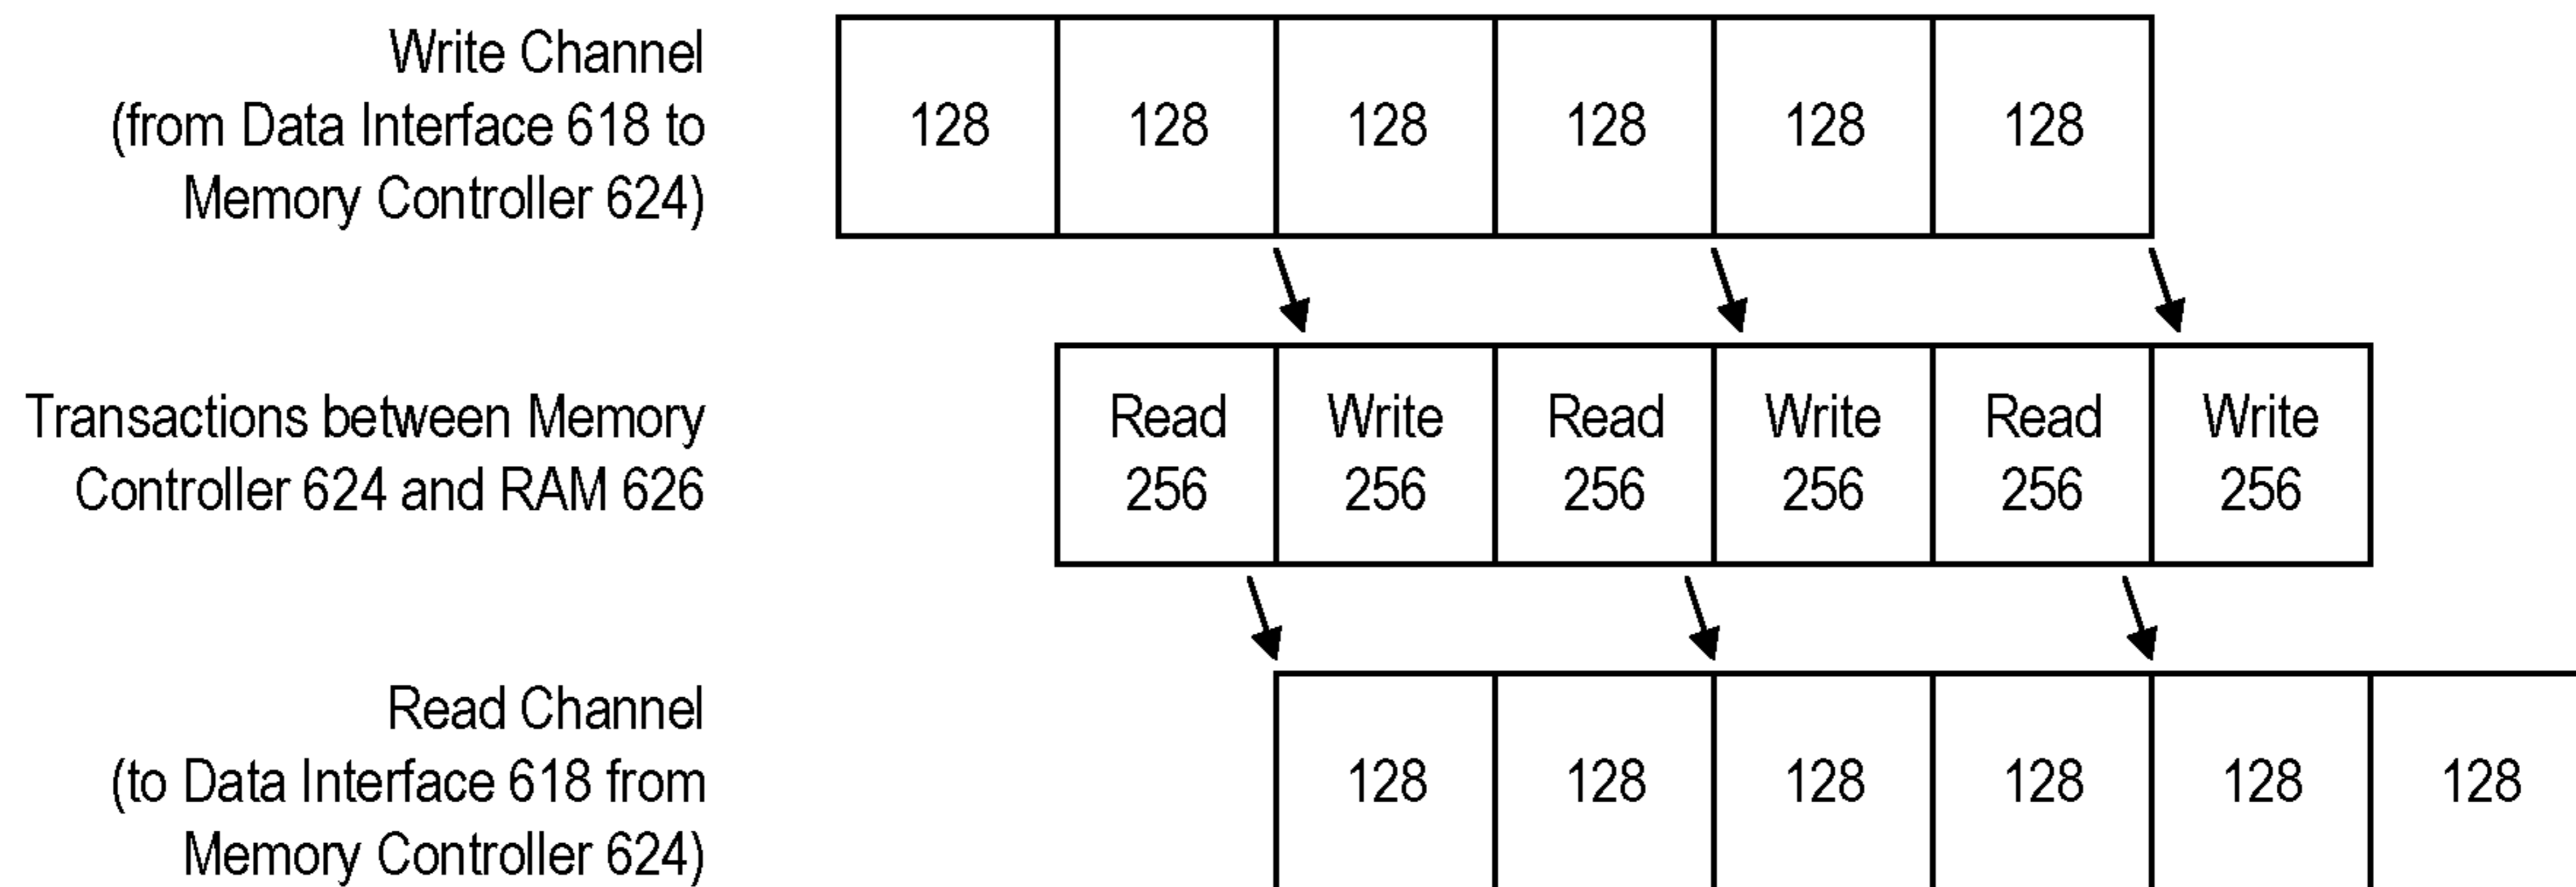 Write Channel
(from Data Interface 618 to
Memory Controller 624)
128 128 128 128 128 128
Transactions between Memory
Controller 624 and RAM 626
Read Write Read Write Read Write
256 256 256 256 256 256
Read Channel
(to Data Interface 618 from
Memory Controller 624)
128 128 128 128 128 128